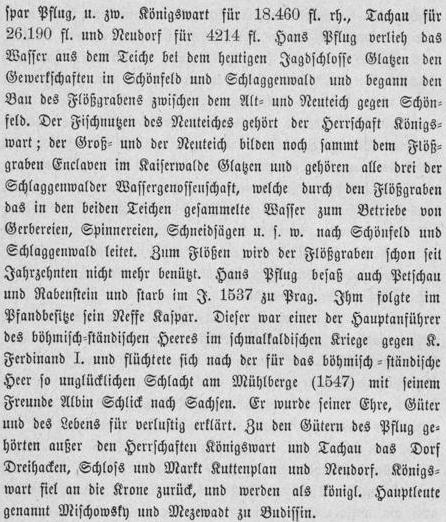 spar Pflug, u. zw. Königswart für 18.460 fl. rh., Tachau für
26.190 fl. und Neudorf für 4214 fl. Hans Pflug verlieh das
Wasser aus dem Teiche bei dem heutigen Jagdschlosse Glatzen den
Gewerkschaften in Schönfeld und Schlaggenwald und begann den
Bau des Flößgrabens zwischen dem Alt- und Neuteich gegen Schön-
feld. Der Fischnutzen des Neuteiches gehört der Herrschaft Königs-
wart; der Groß- und der Neuteich bilden noch sammt dem Flöß-
graben Enclaven im Kaiserwalde Glatzen und gehören alle drei der
Schlaggenwalder Wassergenossenschaft, welche durch den Flößgraben
das in den beiden Teichen gesammelte Wasser zum Betriebe von
Gerbereien, Spinnereien, Schneidsägen u. s. w. nach Schönfeld und
Schlaggenwald leitet. Zum Flößen wird der Flößgraben schon seit
Jahrzehnten nicht mehr benützt. Hans Pflug besaß auch Petschau
und Rabenstein und starb im J. 1537 zu Prag. Ihm folgte im
Pfandbesitze sein Neffe Kaspar. Dieser war einer der Hauptanführer
des böhmisch-ständischen Heeres im schmalkaldischen Kriege gegen K.
Ferdinand I. und flüchtete sich nach der für das böhmisch-ständische
Heer so unglücklichen Schlacht am Mühlberge (1547) mit seinem
Freunde Albin Schlick nach Sachsen. Er wurde seiner Ehre, Güter
und des Lebens für verlustig erklärt. Zu den Gütern des Pflug ge-
hörten außer den Herrschaften Königswart und Tachau das Dorf
Dreihacken, Schloß und Markt Kuttenplan und Neudorf. Königs-
wart fiel an die Krone zurück, und werden als königl. Hauptleute
genannt Mischowsky und Mezewadt zu Budissin.